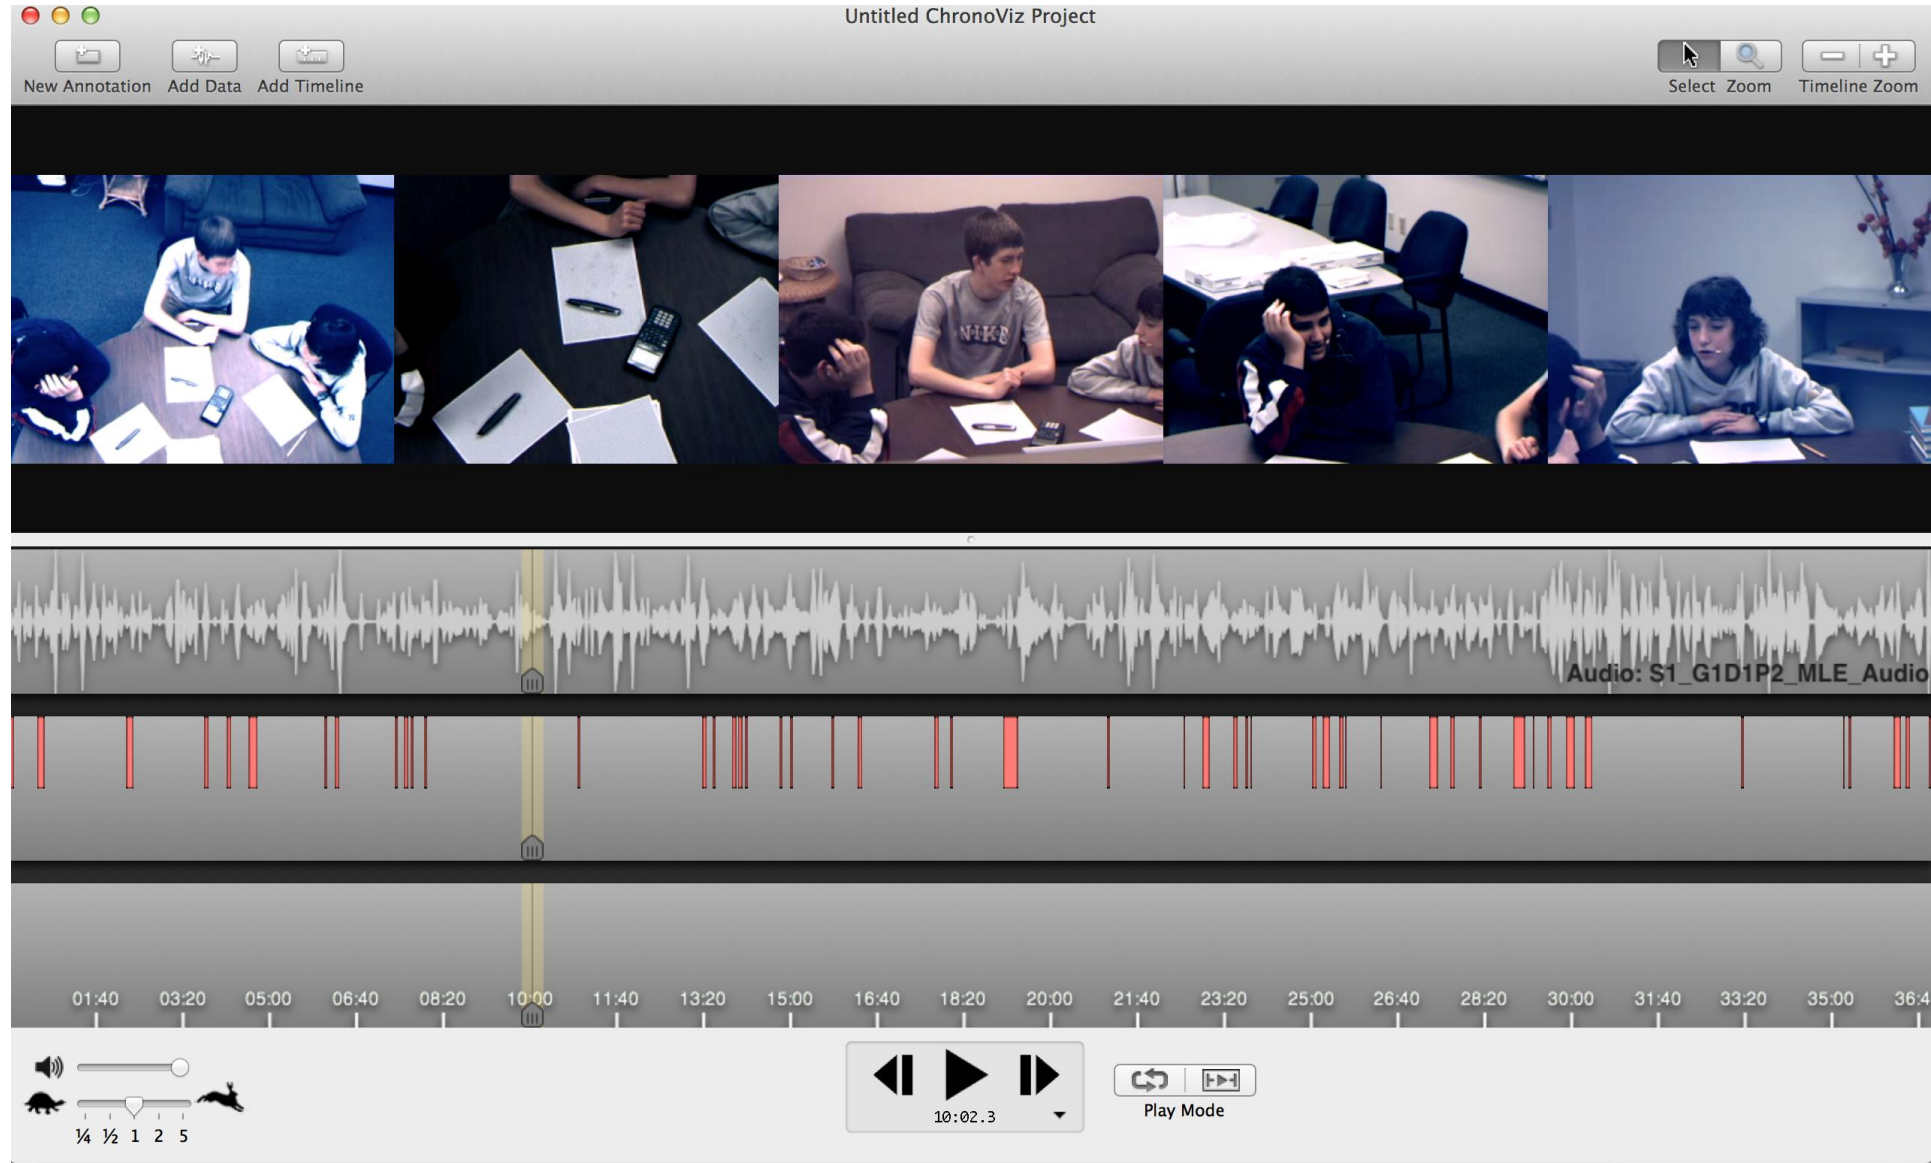 Untitled ChronoViz Project
New Annotation Add Data Add Timeline
Select Zoom Timeline Zoom
NIKE
Audio: S1_G1D1P2_MLE_Audio
01:40 03:20 05:00 06:40 08:20 10:00 11:40 13:20 15:00 16:40 18:20 20:00 21:40 23:20 25:00 26:40 28:20 30:00 31:40 33:20 35:00 36:4
10:02.3
Play Mode
¼ ½ 1 2 5